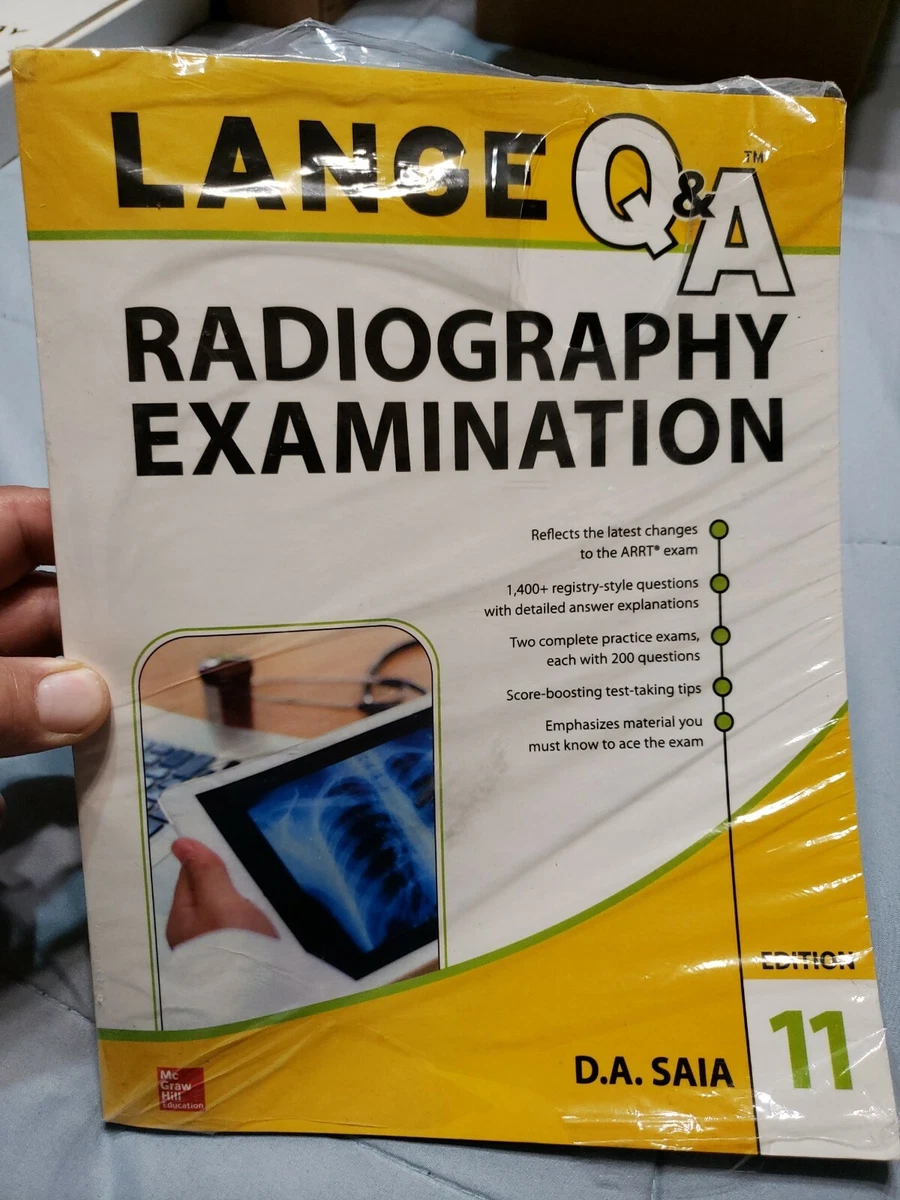 LANGE Q&A™
RADIOGRAPHY
EXAMINATION
Reflects the latest changes
to the ARRT® exam
1,400+ registry-style questions
with detailed answer explanations
Two complete practice exams,
each with 200 questions
Score-boosting test-taking tips
Emphasizes material you
must know to ace the exam
EDITION
11
D.A. SAIA
Mc
Graw
Hill
Education